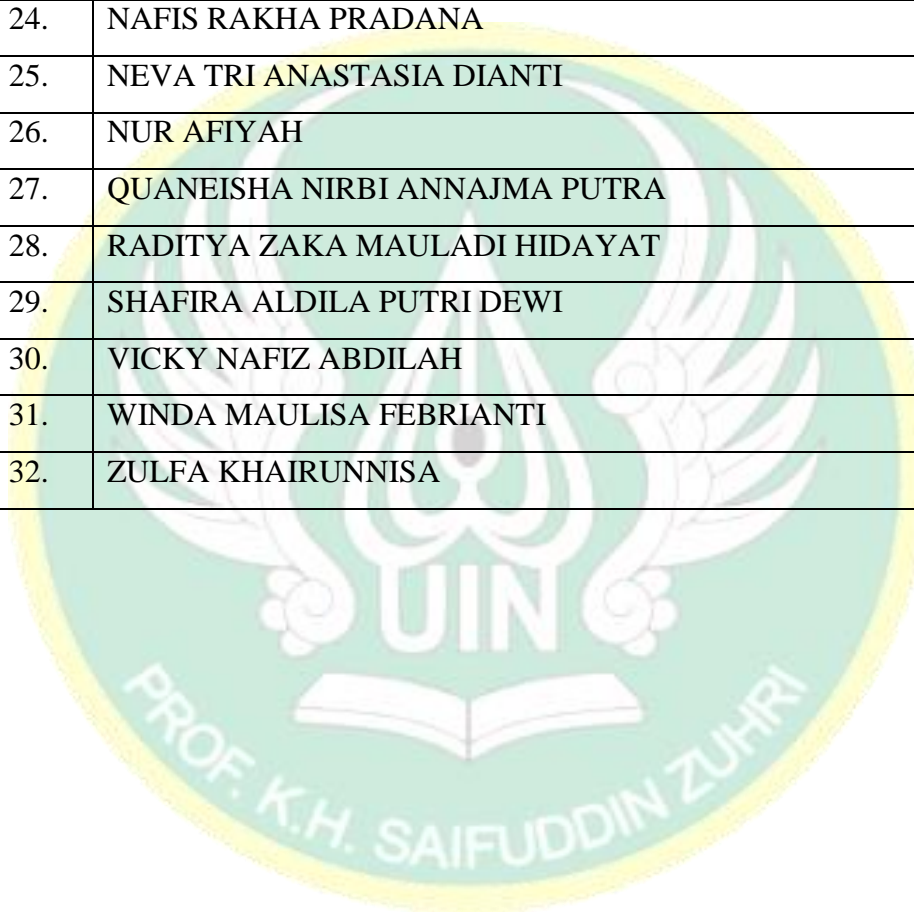 24. NAFIS RAKHA PRADANA
25. NEVA TRI ANASTASIA DIANTI
26. NUR AFIYAH
27. QUANEISHA NIRBI ANNAJMA PUTRA
28. RADITYA ZAKA MAULADI HIDAYAT
29. SHAFIRA ALDILA PUTRI DEWI
30. VICKY NAFIZ ABDILAH
31. WINDA MAULISA FEBRIANTI
32. ZULFA KHAIRUNNISA
UIN
PROF. K.H. SAIFUDDIN ZUHRI